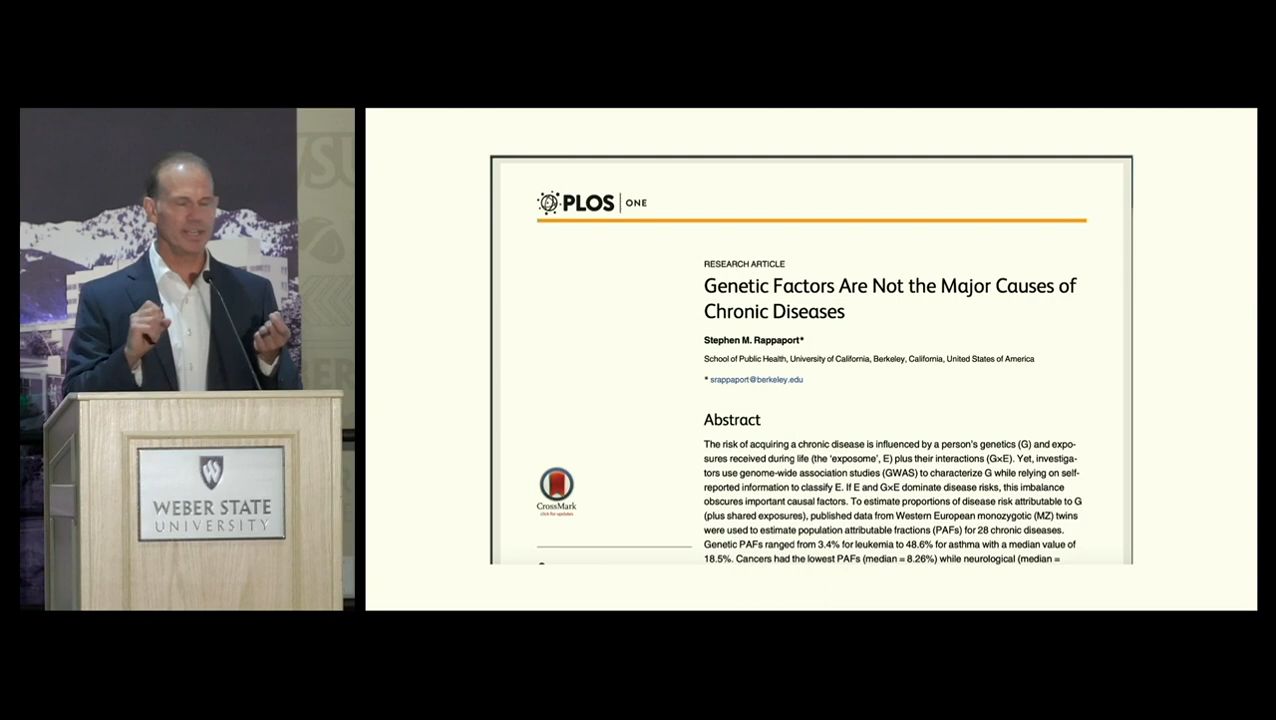 WSU
WEBER STATE
UNIVERSITY
PLOS | ONE
RESEARCH ARTICLE
Genetic Factors Are Not the Major Causes of
Chronic Diseases
Stephen M. Rappaport*
School of Public Health, University of California, Berkeley, California, United States of America
* srappaport@berkeley.edu
Abstract
The risk of acquiring a chronic disease is influenced by a person's genetics (G) and expo-
sures received during life (the 'exposome', E) plus their interactions (G×E). Yet, investiga-
tors use genome-wide association studies (GWAS) to characterize G while relying on self-
reported information to classify E. If E and G×E dominate disease risks, this imbalance
obscures important causal factors. To estimate proportions of disease risk attributable to G
(plus shared exposures), published data from Western European monozygotic (MZ) twins
were used to estimate population attributable fractions (PAFs) for 28 chronic diseases.
Genetic PAFs ranged from 3.4% for leukemia to 48.6% for asthma with a median value of
18.5%. Cancers had the lowest PAFs (median = 8.26%) while neurological (median =
CrossMark
click for updates